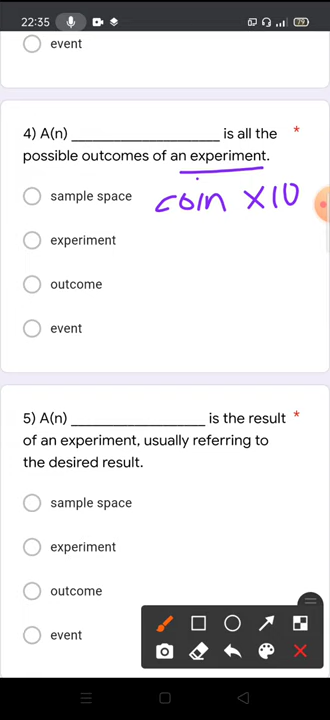 22:35
79
event
4) A(n) ____________________ is all the *
possible outcomes of an experiment.
sample space
coin x10
experiment
outcome
event
5) A(n) __________________ is the result *
of an experiment, usually referring to
the desired result.
sample space
experiment
outcome
event